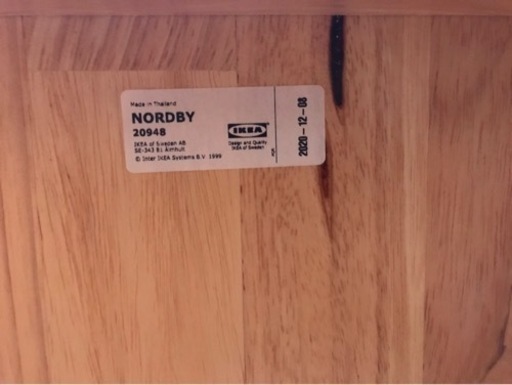 Made in Thailand
NORDBY
20948
IKEA of Sweden AB
SE-343 81 Älmhult
© Inter IKEA Systems B.V. 1999
IKEA
Design and Quality
IKEA of Sweden
2020-12-08